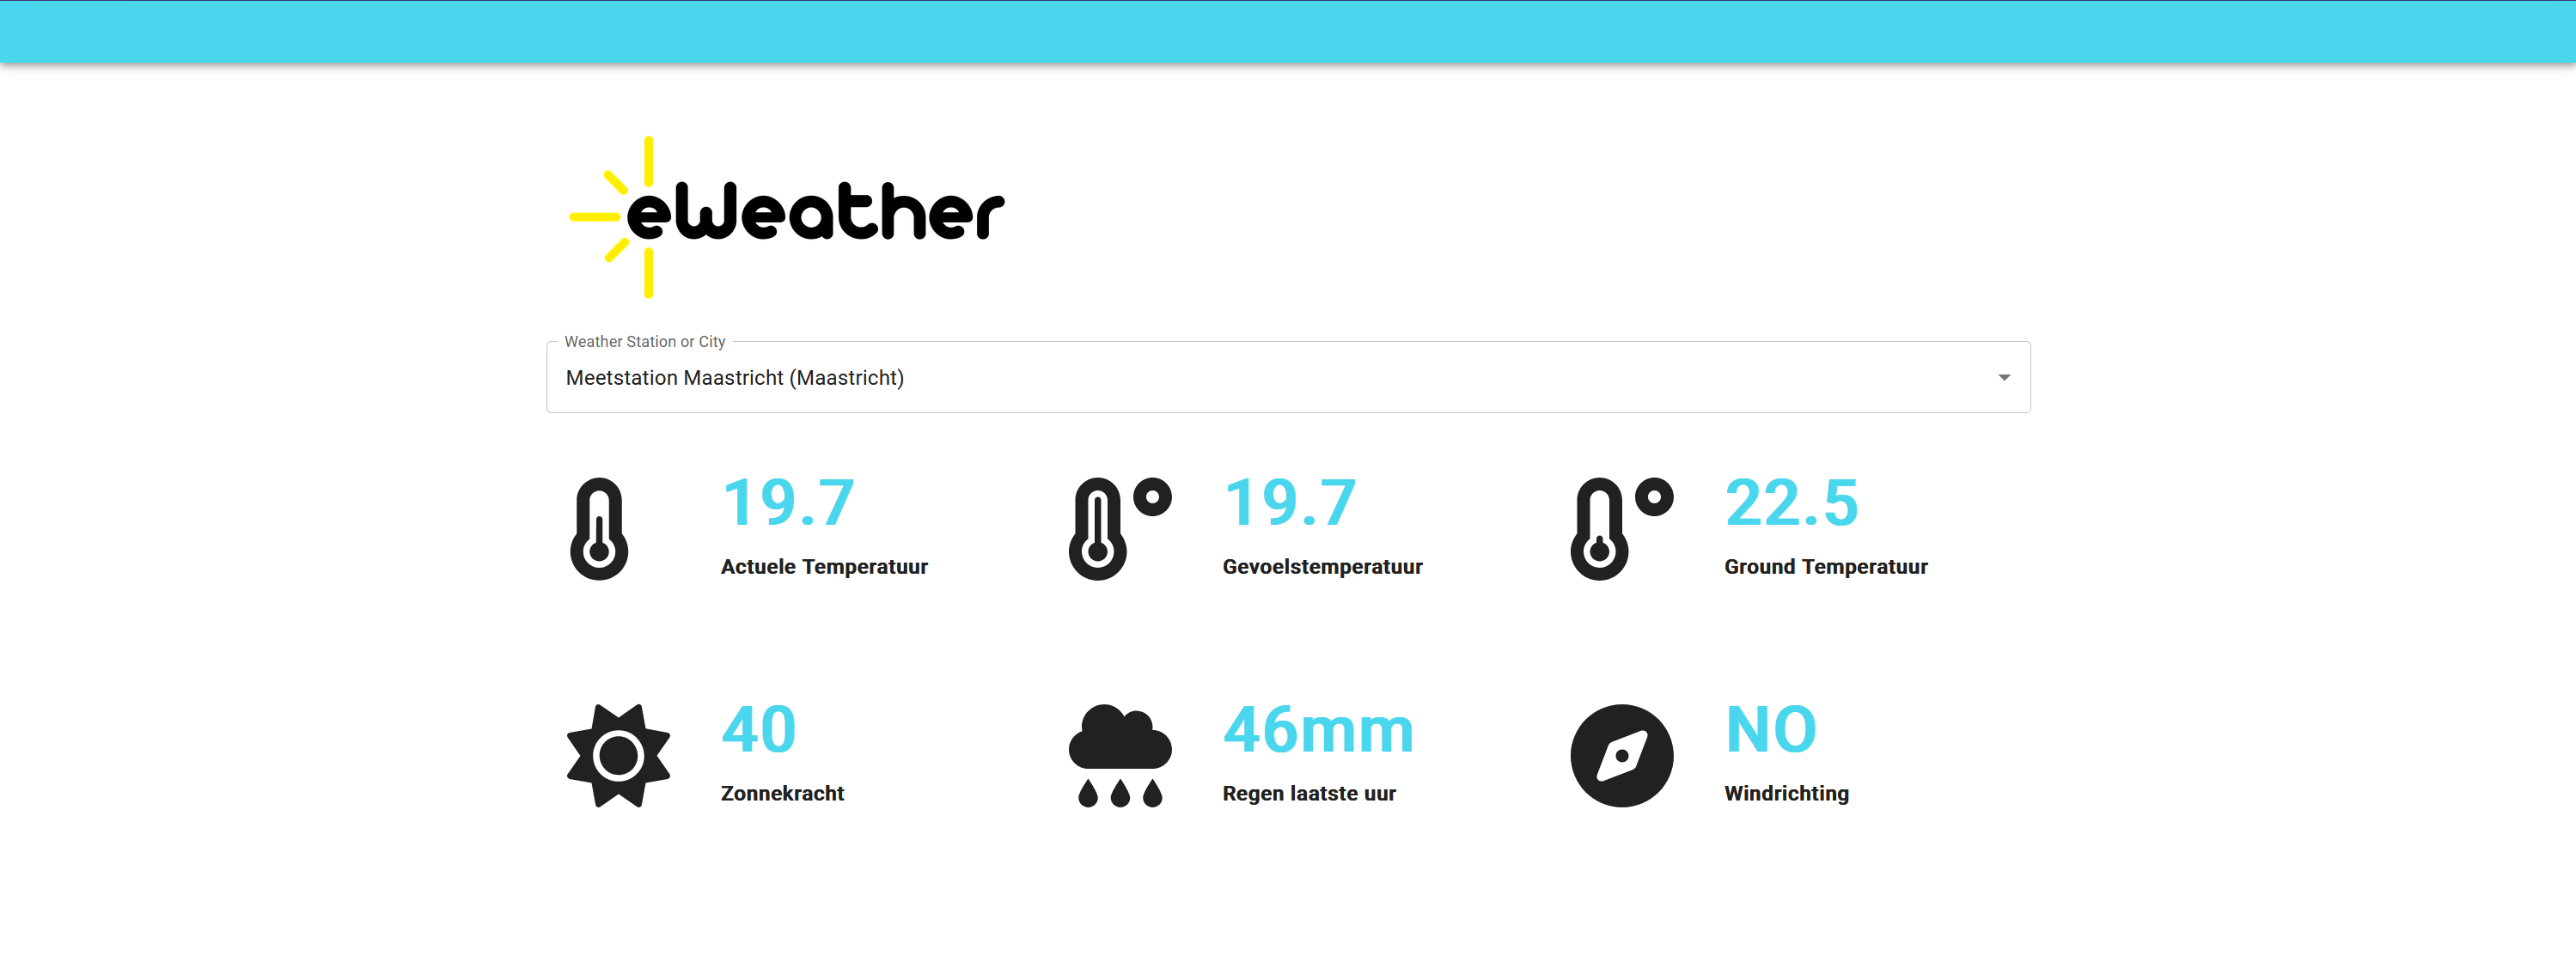 eWeather
Weather Station or City
Meetstation Maastricht (Maastricht)
19.7
Actuele Temperatuur
19.7
Gevoelstemperatuur
22.5
Ground Temperatuur
40
Zonnekracht
46mm
Regen laatste uur
NO
Windrichting